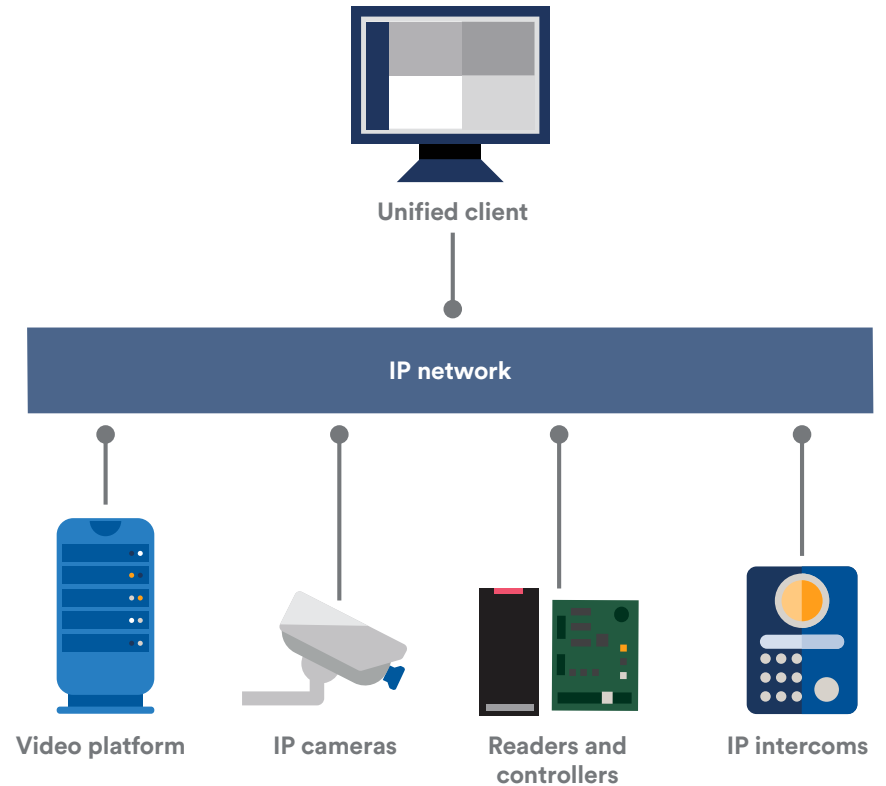 Unified client
IP network
Video platform
IP cameras
Readers and
controllers
IP intercoms